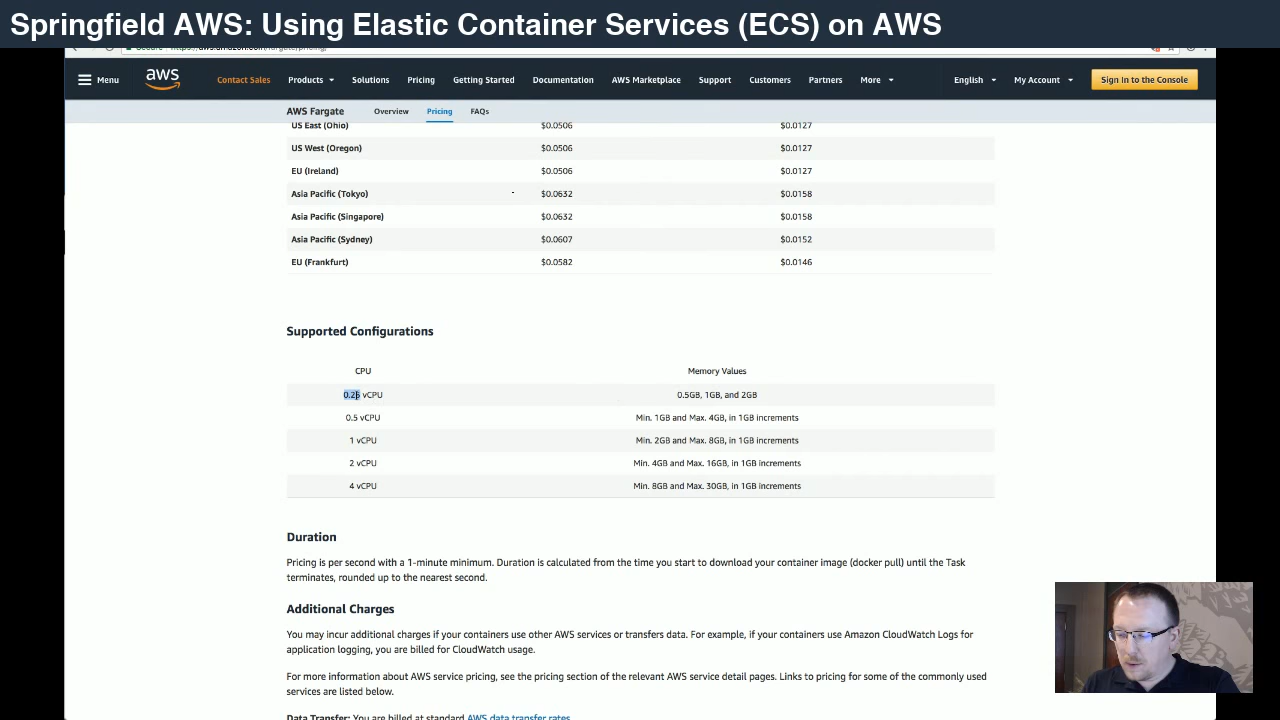 Springfield AWS: Using Elastic Container Services (ECS) on AWS
Menu
aws
Contact Sales Products Solutions Pricing Getting Started Documentation AWS Marketplace Support Customers Partners More English My Account Sign In to the Console
AWS Fargate Overview Pricing FAQs
US East (Ohio) $0.0506 $0.0127
US West (Oregon) $0.0506 $0.0127
EU (Ireland) $0.0506 $0.0127
Asia Pacific (Tokyo) $0.0632 $0.0158
Asia Pacific (Singapore) $0.0632 $0.0158
Asia Pacific (Sydney) $0.0607 $0.0152
EU (Frankfurt) $0.0582 $0.0146
Supported Configurations
CPU Memory Values
0.25 vCPU 0.5GB, 1GB, and 2GB
0.5 vCPU Min. 1GB and Max. 4GB, in 1GB increments
1 vCPU Min. 2GB and Max. 8GB, in 1GB increments
2 vCPU Min. 4GB and Max. 16GB, in 1GB increments
4 vCPU Min. 8GB and Max. 30GB, in 1GB increments
Duration
Pricing is per second with a 1-minute minimum. Duration is calculated from the time you start to download your container image (docker pull) until the Task
terminates, rounded up to the nearest second.
Additional Charges
You may incur additional charges if your containers use other AWS services or transfers data. For example, if your containers use Amazon CloudWatch Logs for
application logging, you are billed for CloudWatch usage.
For more information about AWS service pricing, see the pricing section of the relevant AWS service detail pages. Links to pricing for some of the commonly used
services are listed below.
Data Transfer: You are billed at standard AWS data transfer rates.